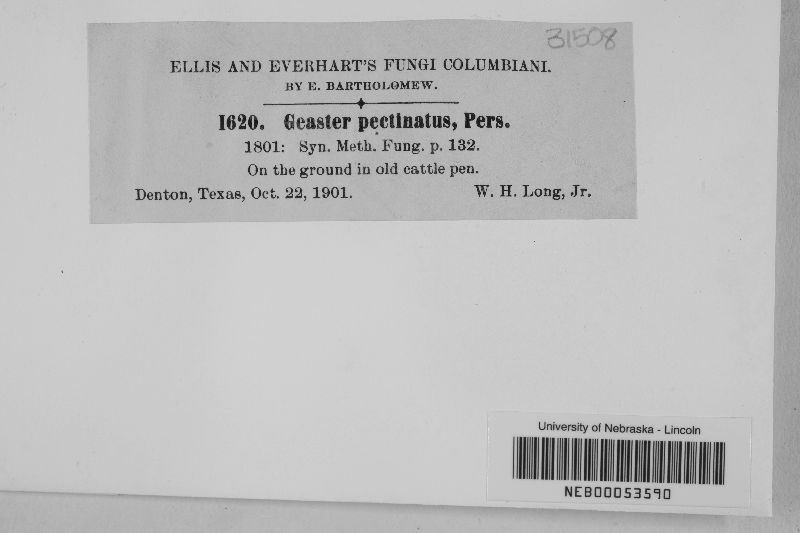 31508
ELLIS AND EVERHART'S FUNGI COLUMBIANI.
BY E. BARTHOLOMEW.
1620. Geaster pectinatus, Pers.
1801: Syn. Meth. Fung. p. 132.
On the ground in old cattle pen.
Denton, Texas, Oct. 22, 1901. W. H. Long, Jr.
University of Nebraska - Lincoln
NEB00053590